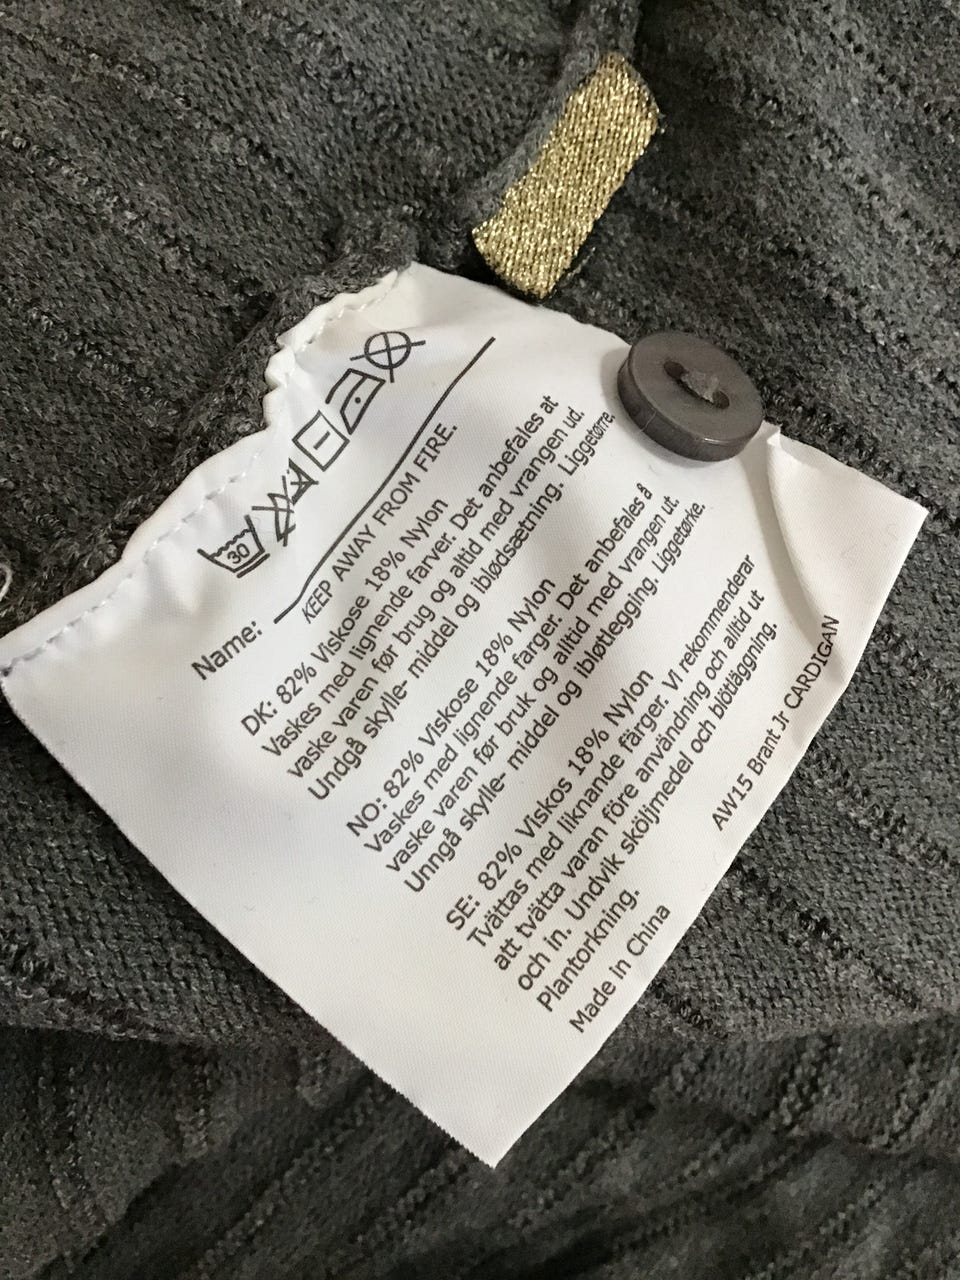 30
Name:
KEEP AWAY FROM FIRE.
DK: 82% Viskose 18% Nylon
Vaskes med lignende farver. Det anbefales at
vaske varen før brug og altid med vrangen ud.
Undgå skylle- middel og iblødsætning. Liggetørre.
NO: 82% Viskose 18% Nylon
Vaskes med lignende farger. Det anbefales å
vaske varen før bruk og alltid med vrangen ut.
Unngå skylle- middel og ibløtlegging. Liggetørke.
SE: 82% Viskos 18% Nylon
Tvättas med liknande färger. Vi rekommenderar
att tvätta varan före användning och alltid ut
och in. Undvik sköljmedel och blötläggning.
Plantorkning.
Made in China
AW15 Brant Jr CARDIGAN